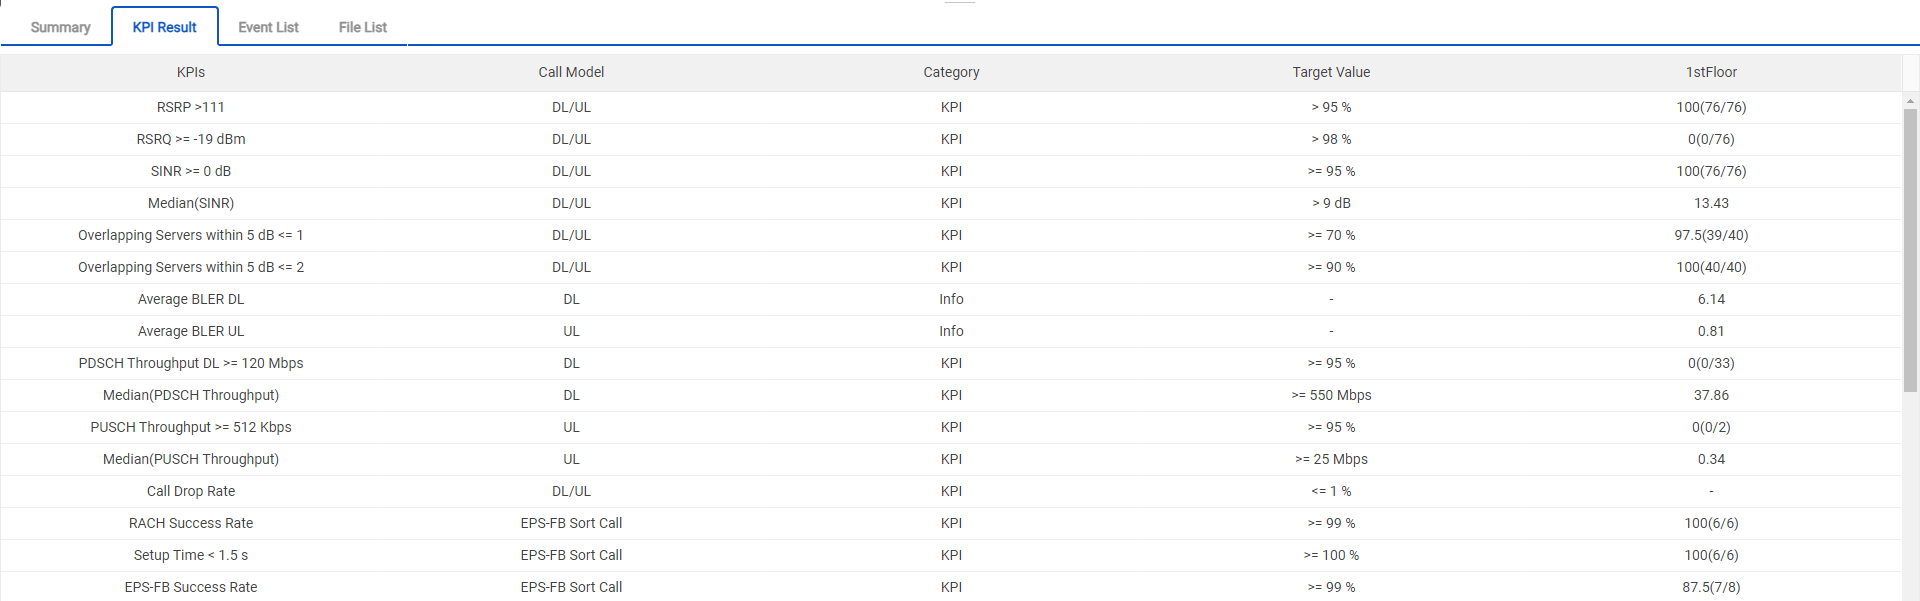 Summary KPI Result Event List File List
KPIs Call Model Category Target Value 1stFloor
RSRP >111 DL/UL KPI > 95 % 100(76/76)
RSRQ >= -19 dBm DL/UL KPI > 98 % 0(0/76)
SINR >= 0 dB DL/UL KPI >= 95 % 100(76/76)
Median(SINR) DL/UL KPI > 9 dB 13.43
Overlapping Servers within 5 dB <= 1 DL/UL KPI >= 70 % 97.5(39/40)
Overlapping Servers within 5 dB <= 2 DL/UL KPI >= 90 % 100(40/40)
Average BLER DL DL Info - 6.14
Average BLER UL UL Info - 0.81
PDSCH Throughput DL >= 120 Mbps DL KPI >= 95 % 0(0/33)
Median(PDSCH Throughput) DL KPI >= 550 Mbps 37.86
PUSCH Throughput >= 512 Kbps UL KPI >= 95 % 0(0/2)
Median(PUSCH Throughput) UL KPI >= 25 Mbps 0.34
Call Drop Rate DL/UL KPI <= 1 % -
RACH Success Rate EPS-FB Sort Call KPI >= 99 % 100(6/6)
Setup Time < 1.5 s EPS-FB Sort Call KPI >= 100 % 100(6/6)
EPS-FB Success Rate EPS-FB Sort Call KPI >= 99 % 87.5(7/8)